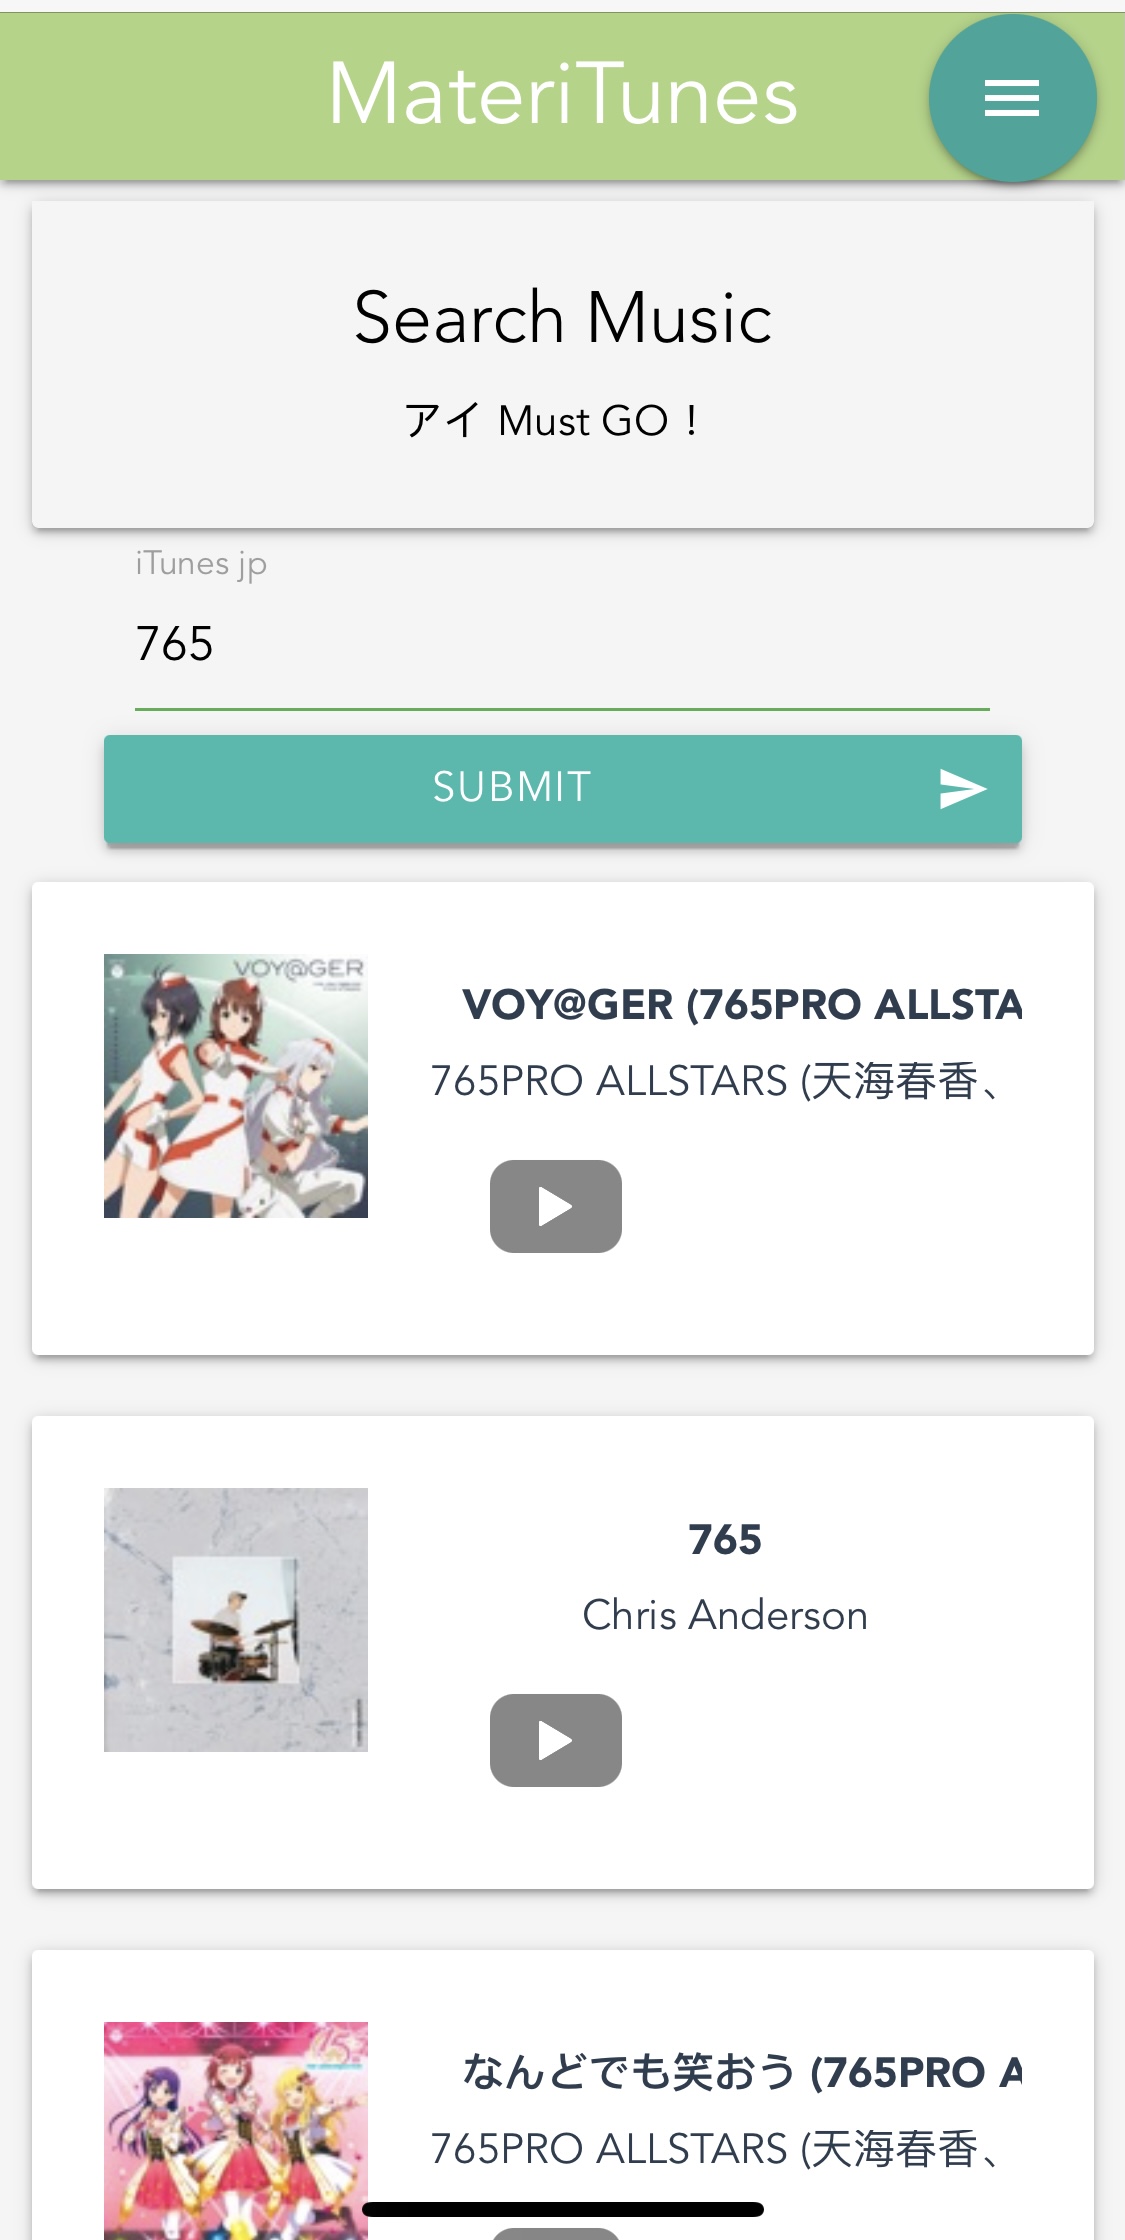 MateriTunes
Search Music
アイ Must GO！
iTunes jp
765
SUBMIT
VOY@GER
VOY@GER (765PRO ALLSTA
765PRO ALLSTARS (天海春香、
765
Chris Anderson
なんどでも笑おう (765PRO A
765PRO ALLSTARS (天海春香、